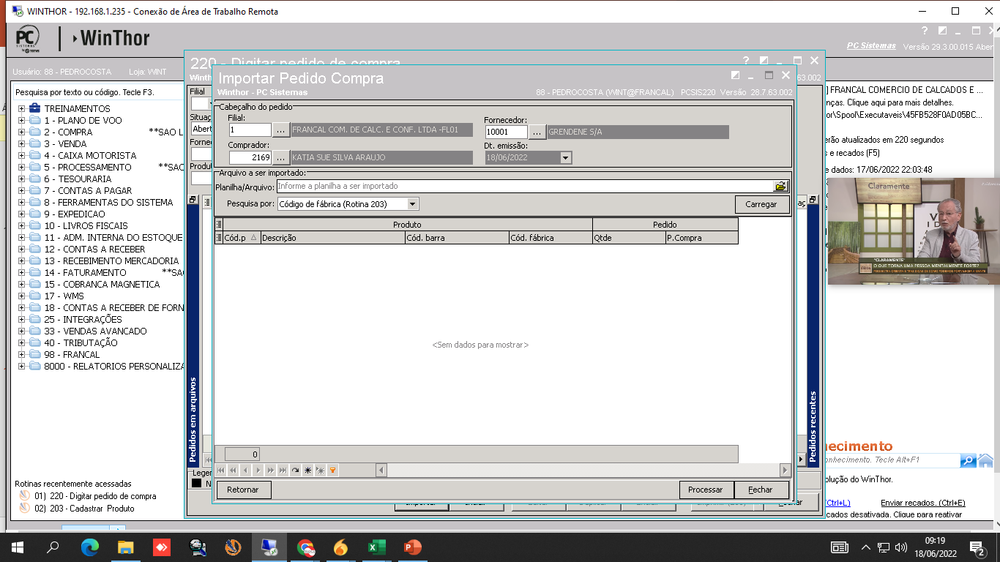 WINTHOR - 192.168.1.235 - Conexão de Área de Trabalho Remota
PC
SISTEMAS
WinThor
PC Sistemas Versão 29.3.00.015 Aber
Usuário: 88 - PEDROCOSTA Loja: WINT
Pesquisa por texto ou código. Tecle F3.
TREINAMENTOS
1 - PLANO DE VOO
2 - COMPRA **SAO L
3 - VENDA
4 - CAIXA MOTORISTA
5 - PROCESSAMENTO **SAO
6 - TESOURARIA
7 - CONTAS A PAGAR
8 - FERRAMENTAS DO SISTEMA
9 - EXPEDICAO
10 - LIVROS FISCAIS
11 - ADM. INTERNA DO ESTOQUE
12 - CONTAS A RECEBER
13 - RECEBIMENTO MERCADORIA
14 - FATURAMENTO **SAO
15 - COBRANCA MAGNETICA
17 - WMS
18 - CONTAS A RECEBER DE FORN
25 - INTEGRAÇÕES
33 - VENDAS AVANCADO
40 - TRIBUTAÇÃO
98 - FRANCAL
8000 - RELATORIOS PERSONALIZA
Rotinas recentemente acessadas
01) 220 - Digitar pedido de compra
02) 203 - Cadastrar Produto
220 - Digitar pedido de compra
Winth
63.002
Filial
Situaç
Abert
Forne
Produ
Pedidos em arquivos
Pedidos recentes
Legen
N
Importar Pedido Compra
Winthor - PC Sistemas
88 - PEDROCOSTA (WINT@FRANCAL) PCSIS220 Versão 28.7.63.002
Cabeçalho do pedido
Filial:
1 ... FRANCAL COM. DE CALC. E CONF. LTDA -FL01
Fornecedor:
10001 ... GRENDENE S/A
Comprador:
2169 ... KATIA SUE SILVA ARAUJO
Dt. emissão:
18/06/2022
Arquivo a ser importado:
Planilha/Arquivo: Informe a planilha a ser importado
Pesquisa por: Código de fábrica (Rotina 203)
Carregar
Produto Pedido
Cód.p Descrição Cód. barra Cód. fábrica Qtde P.Compra
<Sem dados para mostrar>
0
Retornar Processar Fechar
] FRANCAL COMERCIO DE CALCADOS E ...
nças. Clique aqui para mais detalhes.
or\Spool\Executaveis\45FB528F0AD05BC...
erão atualizados em 220 segundos
s e recados (F5)
e dados: 17/06/2022 22:03:48
Claramente
"CLARAMENTE"
O QUE TORNA UMA PESSOA MENTALMENTE FORTE?
hecimento
onhecimento. Tecle Alt+F1
olução do WinThor.
(Ctrl+L) Enviar recados. (Ctrl+E)
cados desativada. Clique para reativar
09:19
18/06/2022
2